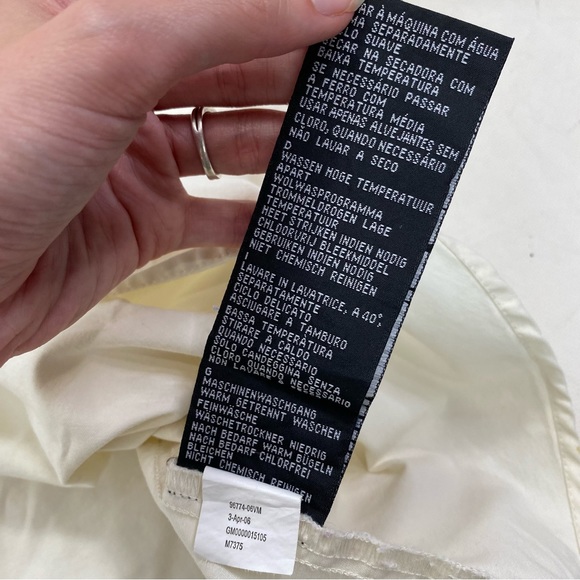 AR À MÁQUINA COM ÁGUA
MA SEPARADAMENTE
CLO SUAVE
ECAR NA SECADORA COM
BAIXA TEMPERATURA
SE NECESSÁRIO PASSAR
A FERRO COM
TEMPERATURA MÉDIA
USAR APENAS ALVEJANTES SEM
CLORO, QUANDO NECESSÁRIO
NÃO LAVAR A SECO
D
WASSEN HOGE TEMPERATUUR
APART
WOLWASPROGRAMMA
TROMMELDROGEN LAGE
TEMPERATUUR
HEET STRIJKEN INDIEN NODIG
CHLOORVRIJ BLEEKMIDDEL
GEBRUIKEN INDIEN NODIG
NIET CHEMISCH REINIGEN
I
LAVARE IN LAVATRICE, A 40°,
SEPARATAMENTE
CICLO DELICATO
ASCIUGARE A TAMBURO
BASSA TEMPERATURA
STIRARE A CALDO
QUANDO NECESSARIO
SOLO CANDEGGINA SENZA
CLORO QUANDO NECESSARIO
NON LAVARE A
G
MASCHINENWASCHGANG
WARM GETRENNT WASCHEN
FEINWÄSCHE
WÄSCHETROCKNER NIEDRIG
NACH BEDARF WARM BÜGELN
NACH BEDARF CHLORFREI
BLEICHEN
NICHT CHEMISCH REINIGEN
96774-06VM
3-Apr-06
GM0000015105
M7375